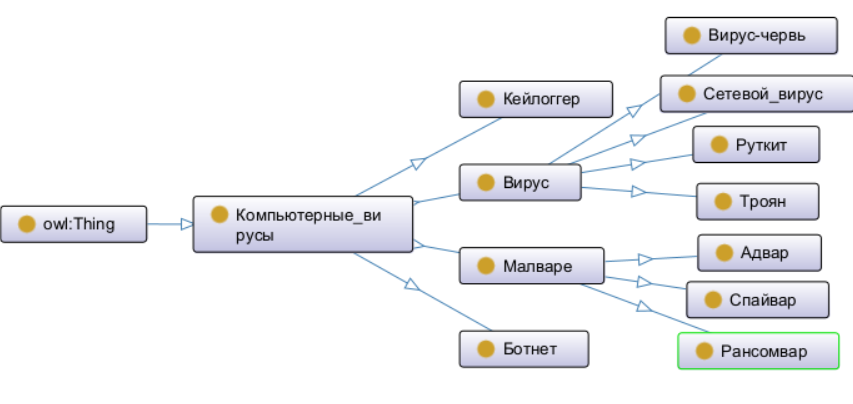 Вирус-червь
Сетевой_вирус
Кейлоггер
Руткит
Вирус
Троян
owl:Thing
Компьютерные_ви
русы
Адвар
Малваре
Спайвар
Ботнет
Рансомвар